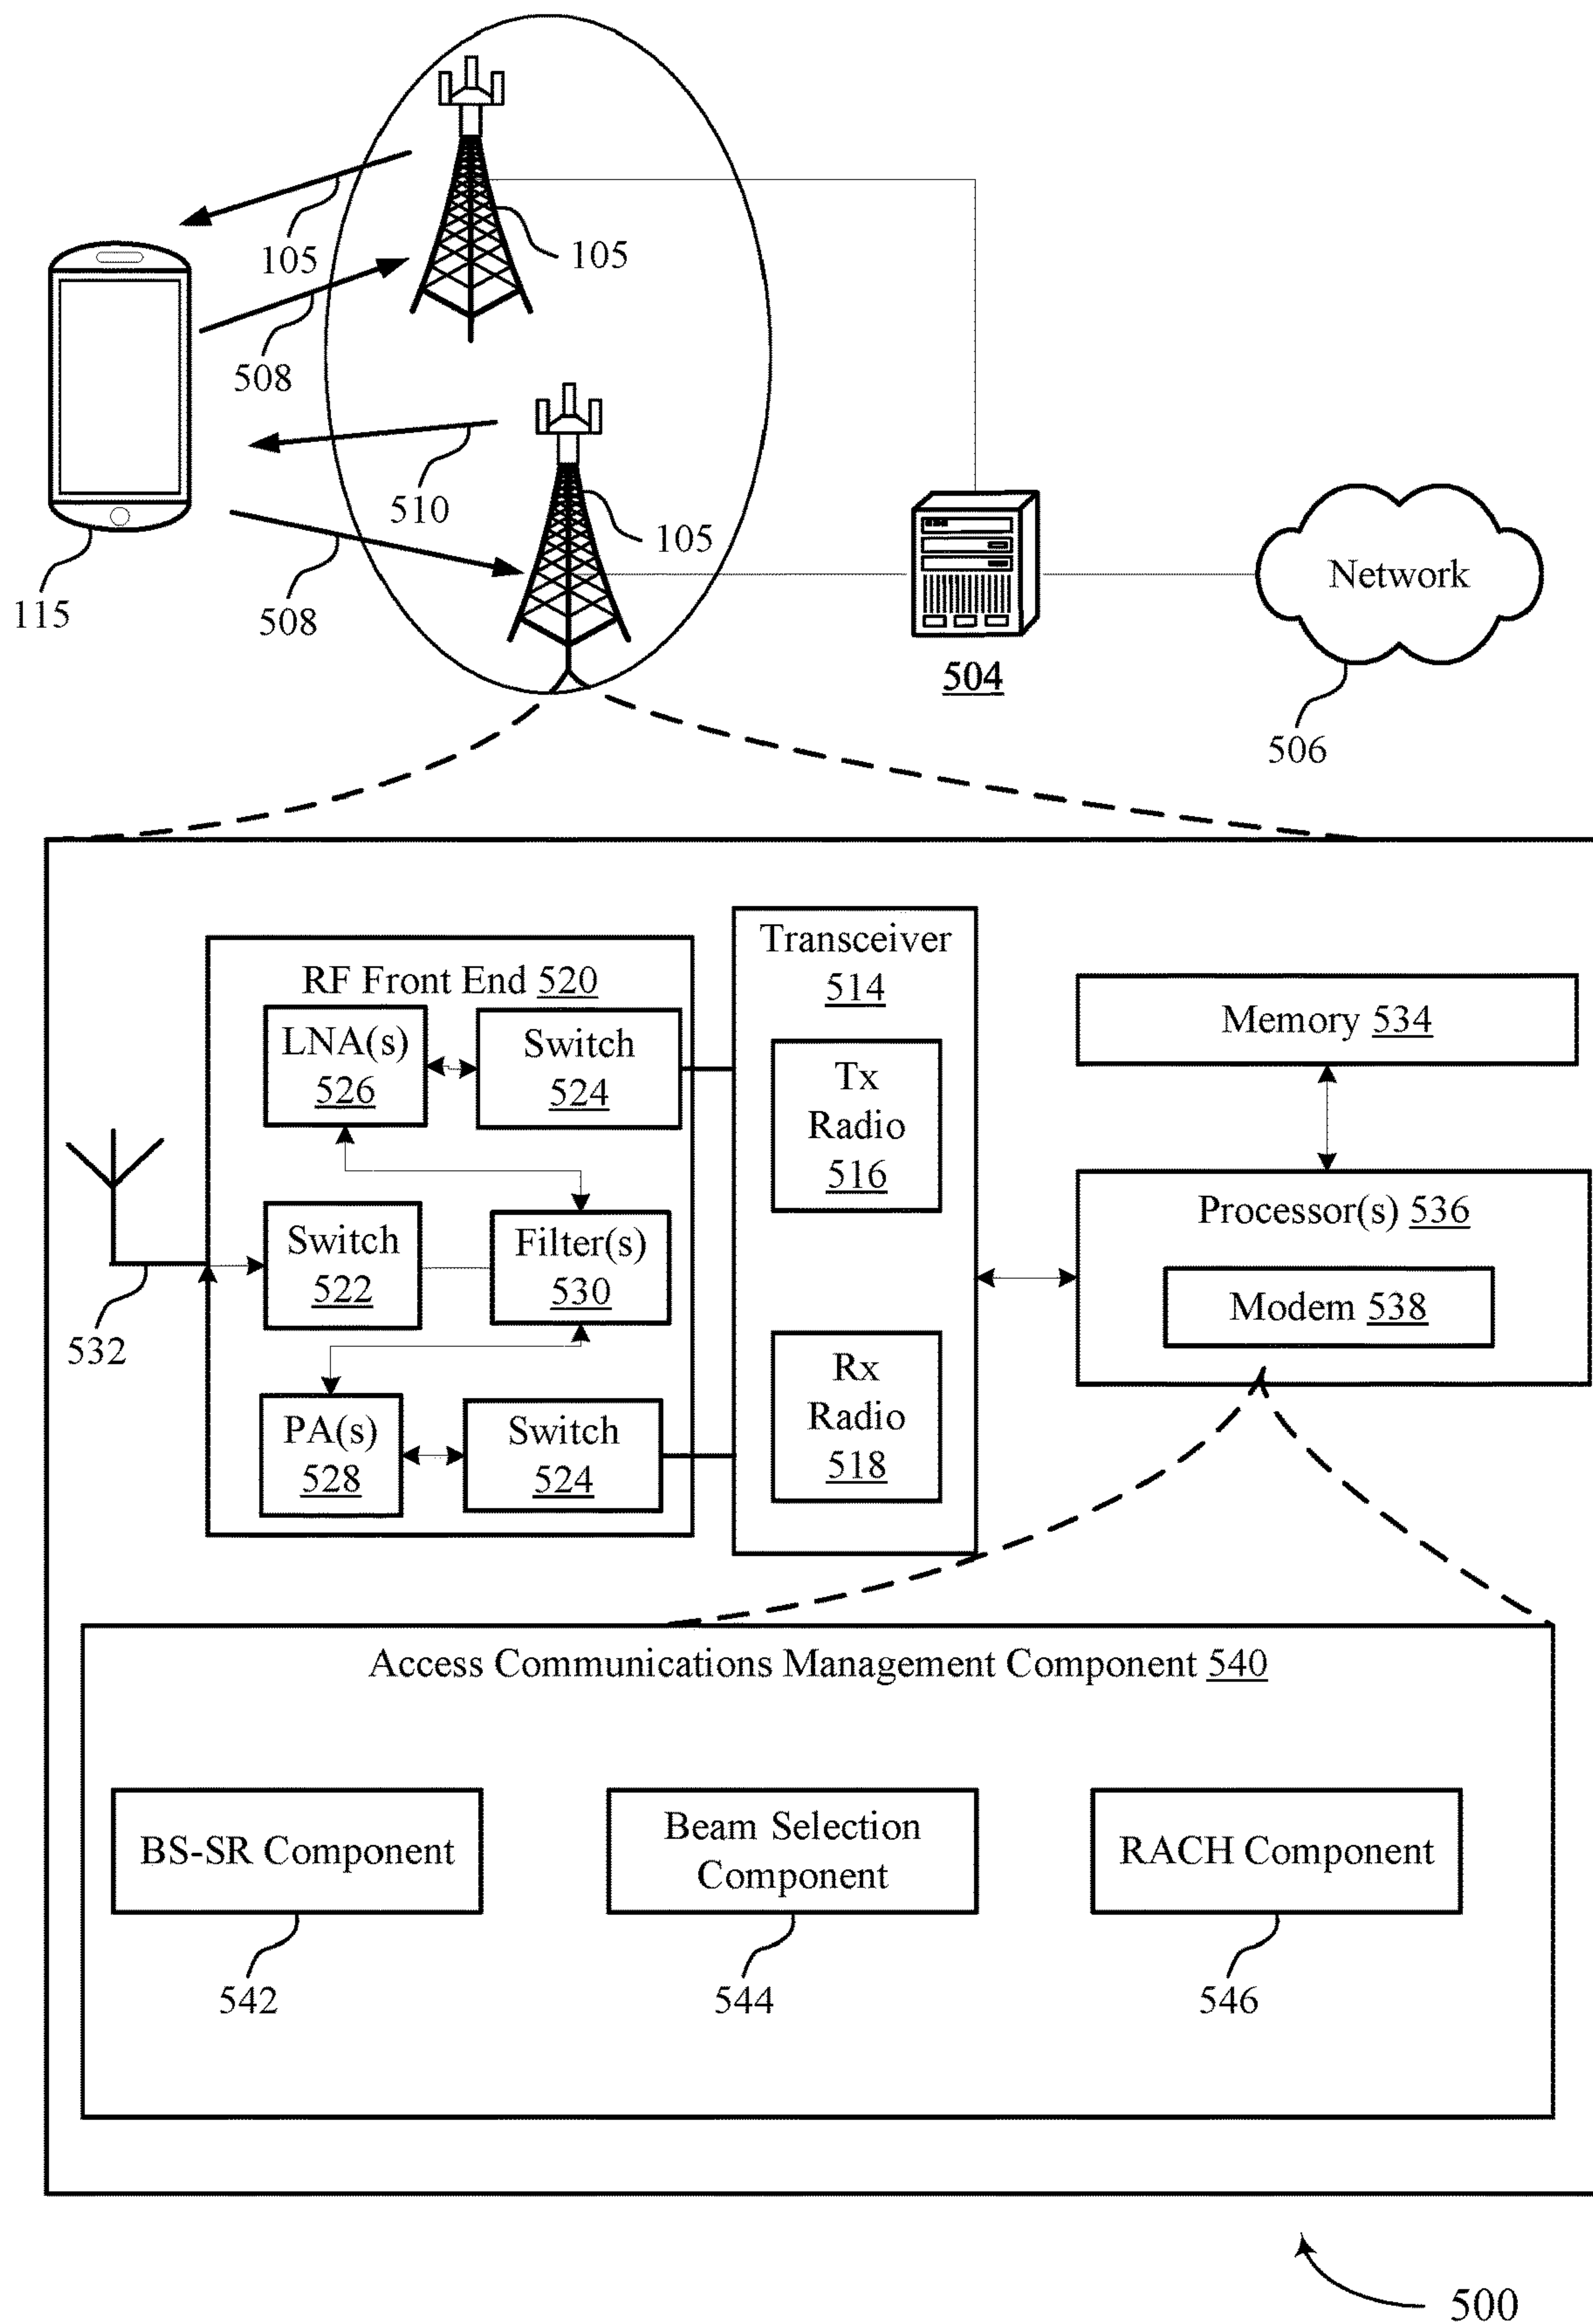 105
105
508
510
105
115
508
504
Network
506
RF Front End 520
LNA(s)
526
Switch
524
Switch
522
Filter(s)
530
532
PA(s)
528
Switch
524
Transceiver
514
Tx
Radio
516
Rx
Radio
518
Memory 534
Processor(s) 536
Modem 538
Access Communications Management Component 540
BS-SR Component
542
Beam Selection
Component
544
RACH Component
546
500